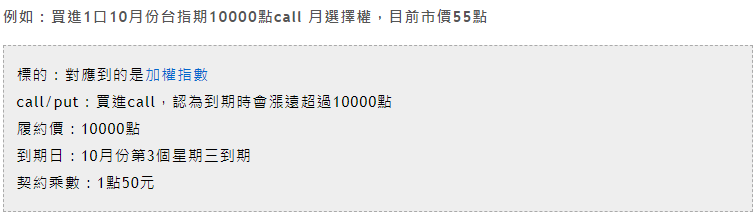 例如：買進1口10月份台指期10000點call 月選擇權，目前市價55點
標的：對應到的是加權指數
call/put：買進call，認為到期時會漲遠超過10000點
履約價：10000點
到期日：10月份第3個星期三到期
契約乘數：1點50元